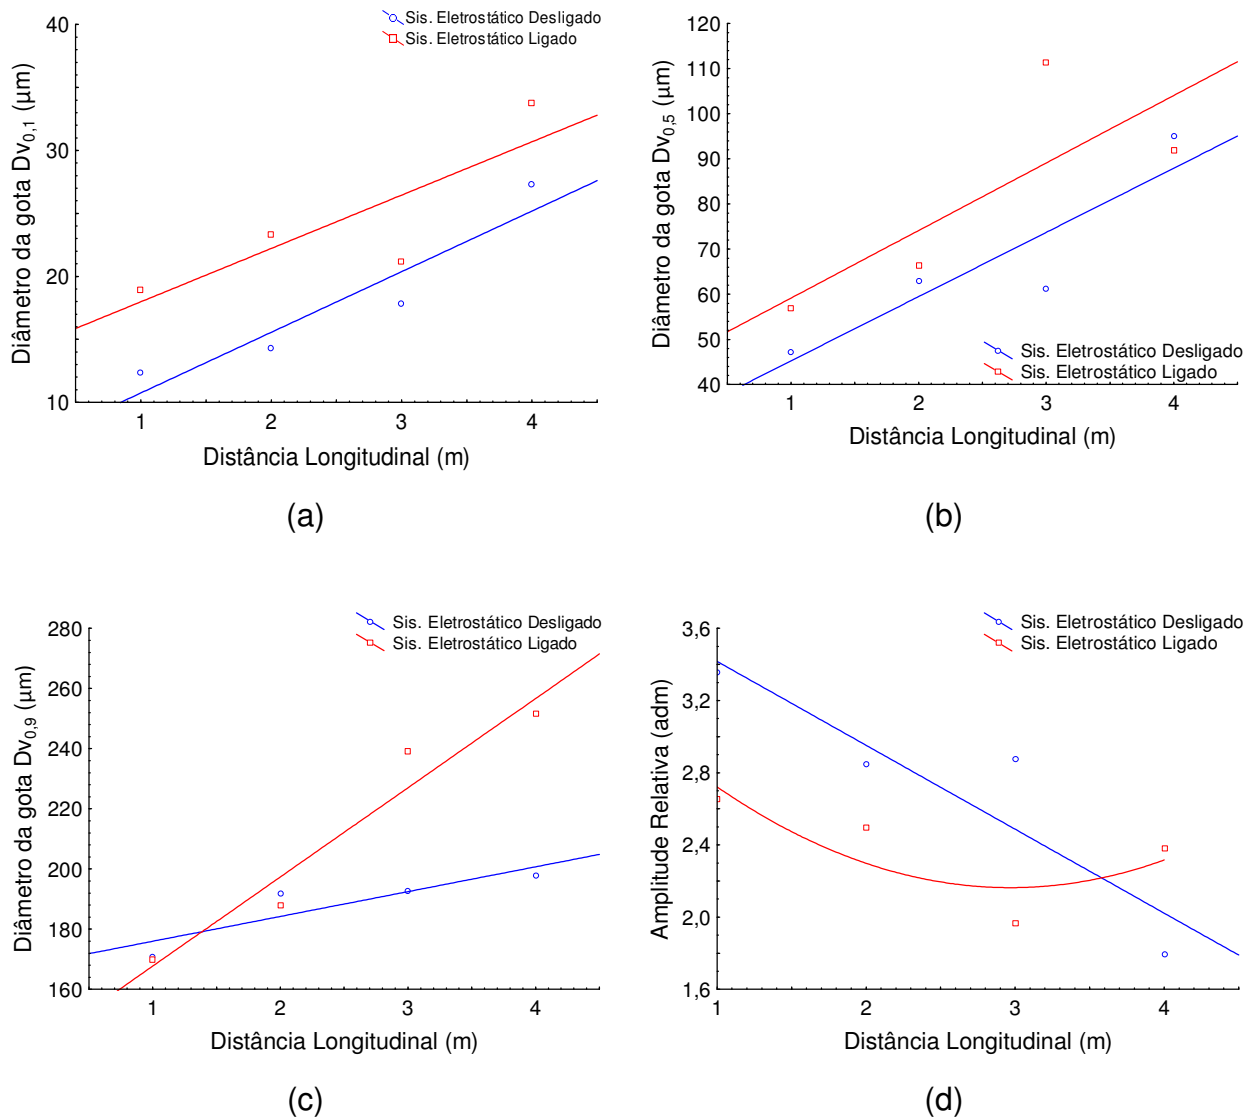 Sis. Eletrostático Desligado
Sis. Eletrostático Ligado
Diâmetro da gota Dv0,1 (μm)
40
30
20
10
1 2 3 4
Distância Longitudinal (m)
(a)
Diâmetro da gota Dv0,5 (μm)
120
110
100
90
80
70
60
50
40
Sis. Eletrostático Desligado
Sis. Eletrostático Ligado
1 2 3 4
Distância Longitudinal (m)
(b)
Sis. Eletrostático Desligado
Sis. Eletrostático Ligado
Diâmetro da gota Dv0,9 (μm)
280
260
240
220
200
180
160
1 2 3 4
Distância Longitudinal (m)
(c)
Sis. Eletrostático Desligado
Sis. Eletrostático Ligado
Amplitude Relativa (adm)
3,6
3,2
2,8
2,4
2,0
1,6
1 2 3 4
Distância Longitudinal (m)
(d)